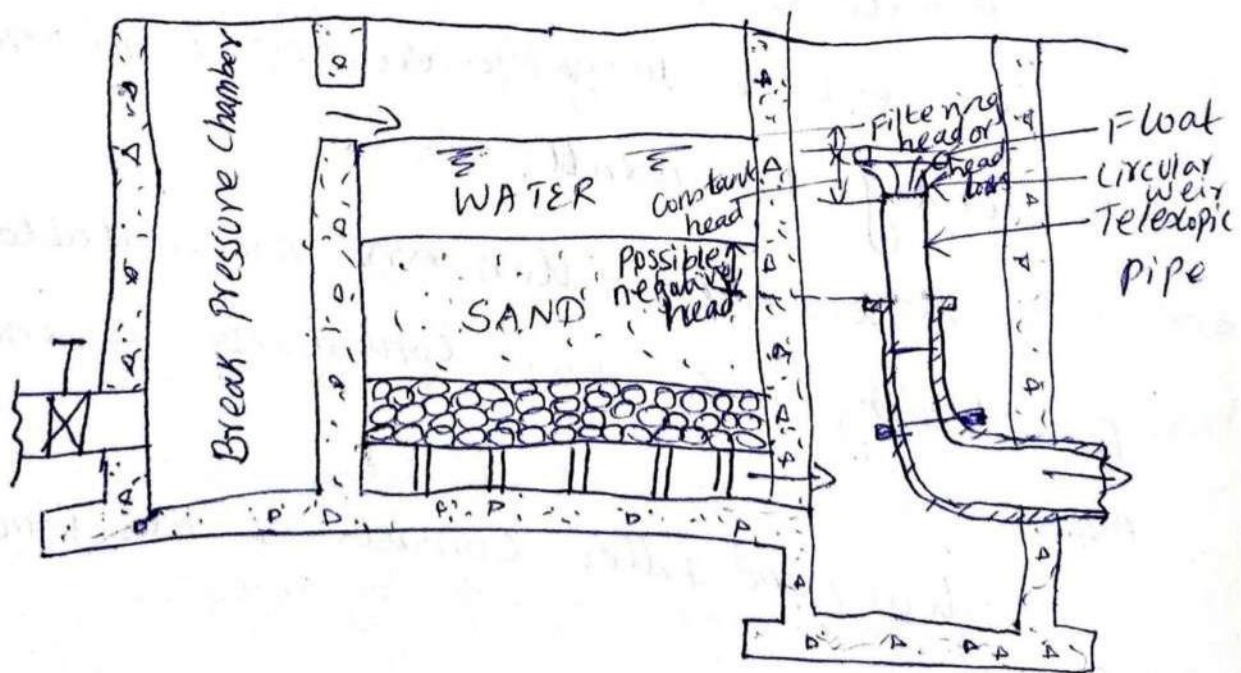 Break Pressure Chamber
WATER
SAND
Constant
head
Possible
negative
head
Filtering
head or
head
loss
Float
Circular
Weir
Telescopic
pipe